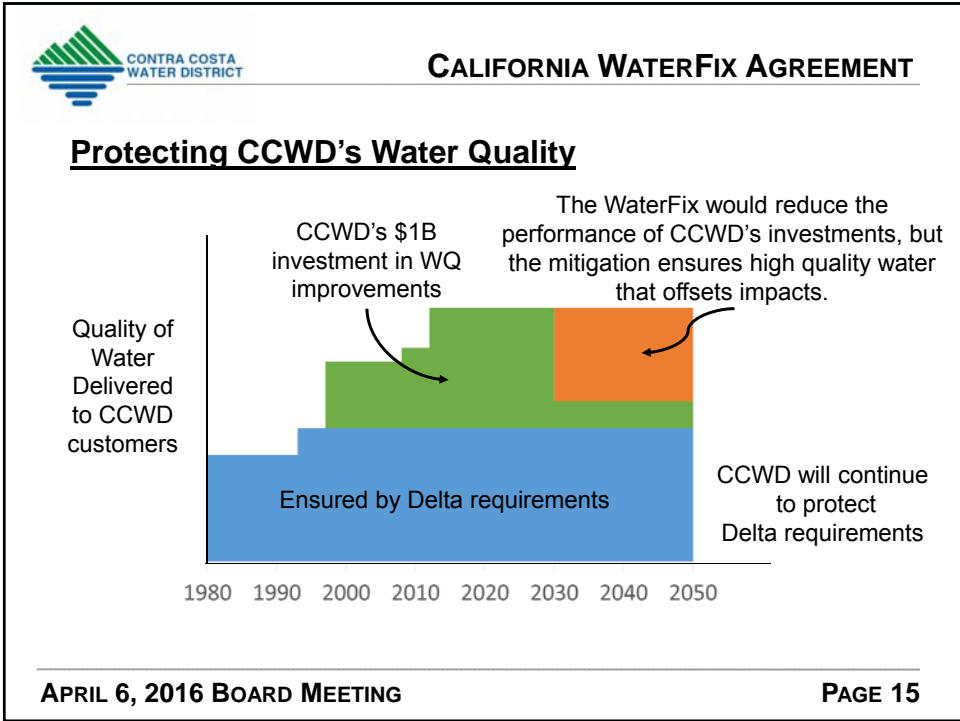 CONTRA COSTA
WATER DISTRICT
CALIFORNIA WATERFIX AGREEMENT
Protecting CCWD's Water Quality
CCWD's $1B
investment in WQ
improvements
The WaterFix would reduce the
performance of CCWD's investments, but
the mitigation ensures high quality water
that offsets impacts.
Quality of
Water
Delivered
to CCWD
customers
Ensured by Delta requirements
CCWD will continue
to protect
Delta requirements
1980 1990 2000 2010 2020 2030 2040 2050
APRIL 6, 2016 BOARD MEETING
PAGE 15